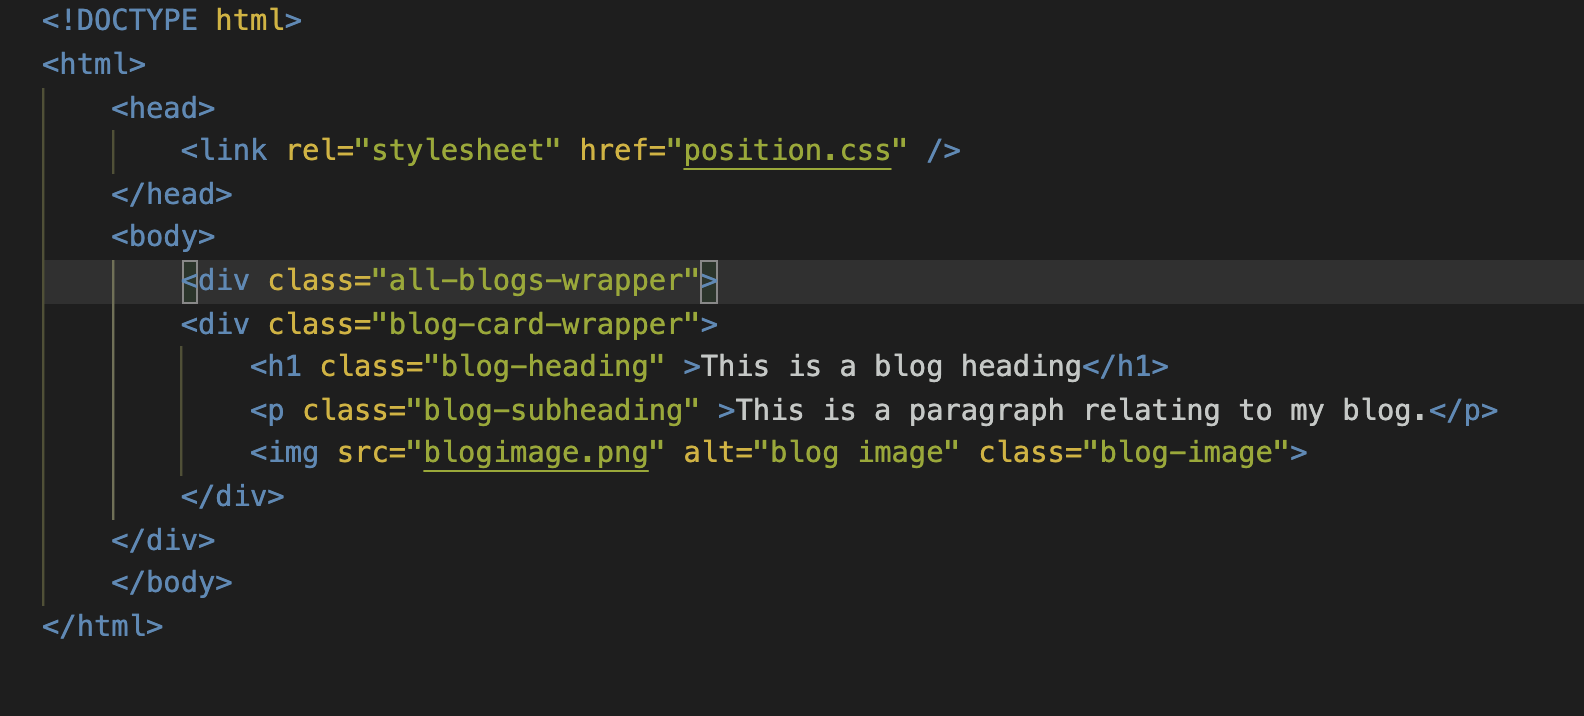 <!DOCTYPE html>
<html>
    <head>
        <link rel="stylesheet" href="position.css" />
    </head>
    <body>
        <div class="all-blogs-wrapper">
        <div class="blog-card-wrapper">
            <h1 class="blog-heading" >This is a blog heading</h1>
            <p class="blog-subheading" >This is a paragraph relating to my blog.</p>
            <img src="blogimage.png" alt="blog image" class="blog-image">
        </div>
    </div>
    </body>
</html>